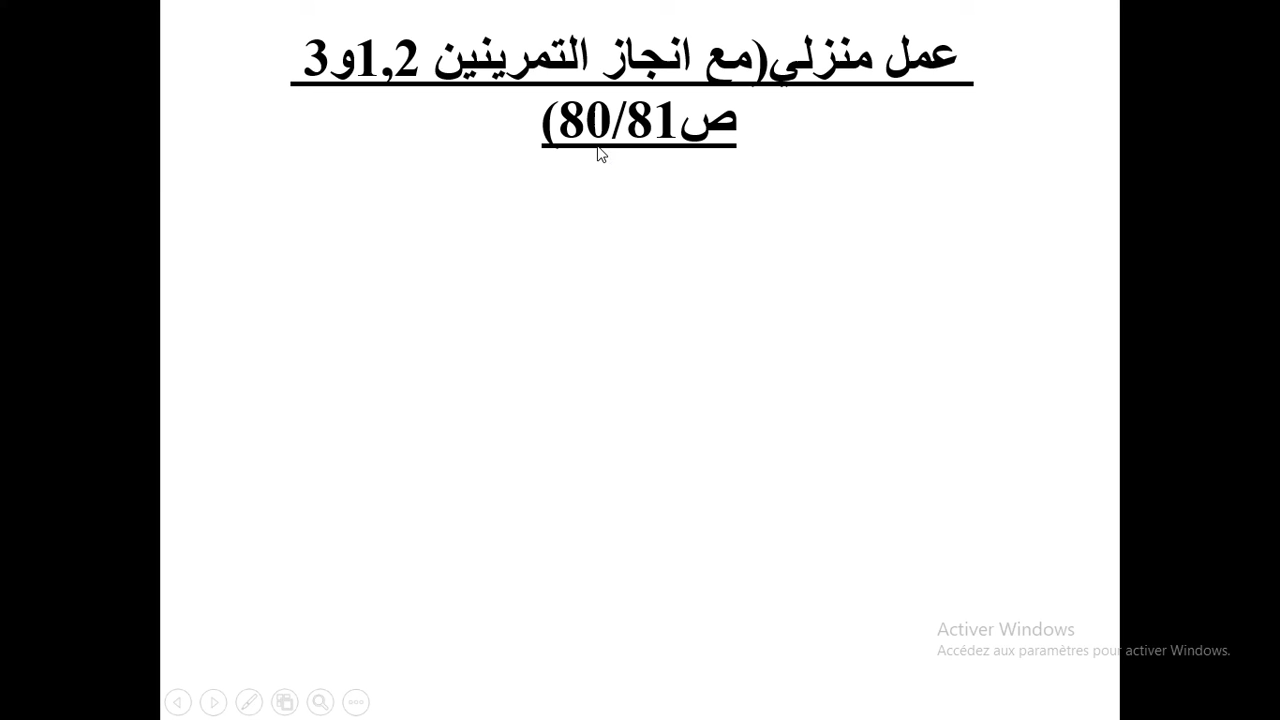 عمل منزلي(مع انجاز التمرينين 1,2و3
ص80/81)
Activer Windows
Accédez aux paramètres pour activer Windows.